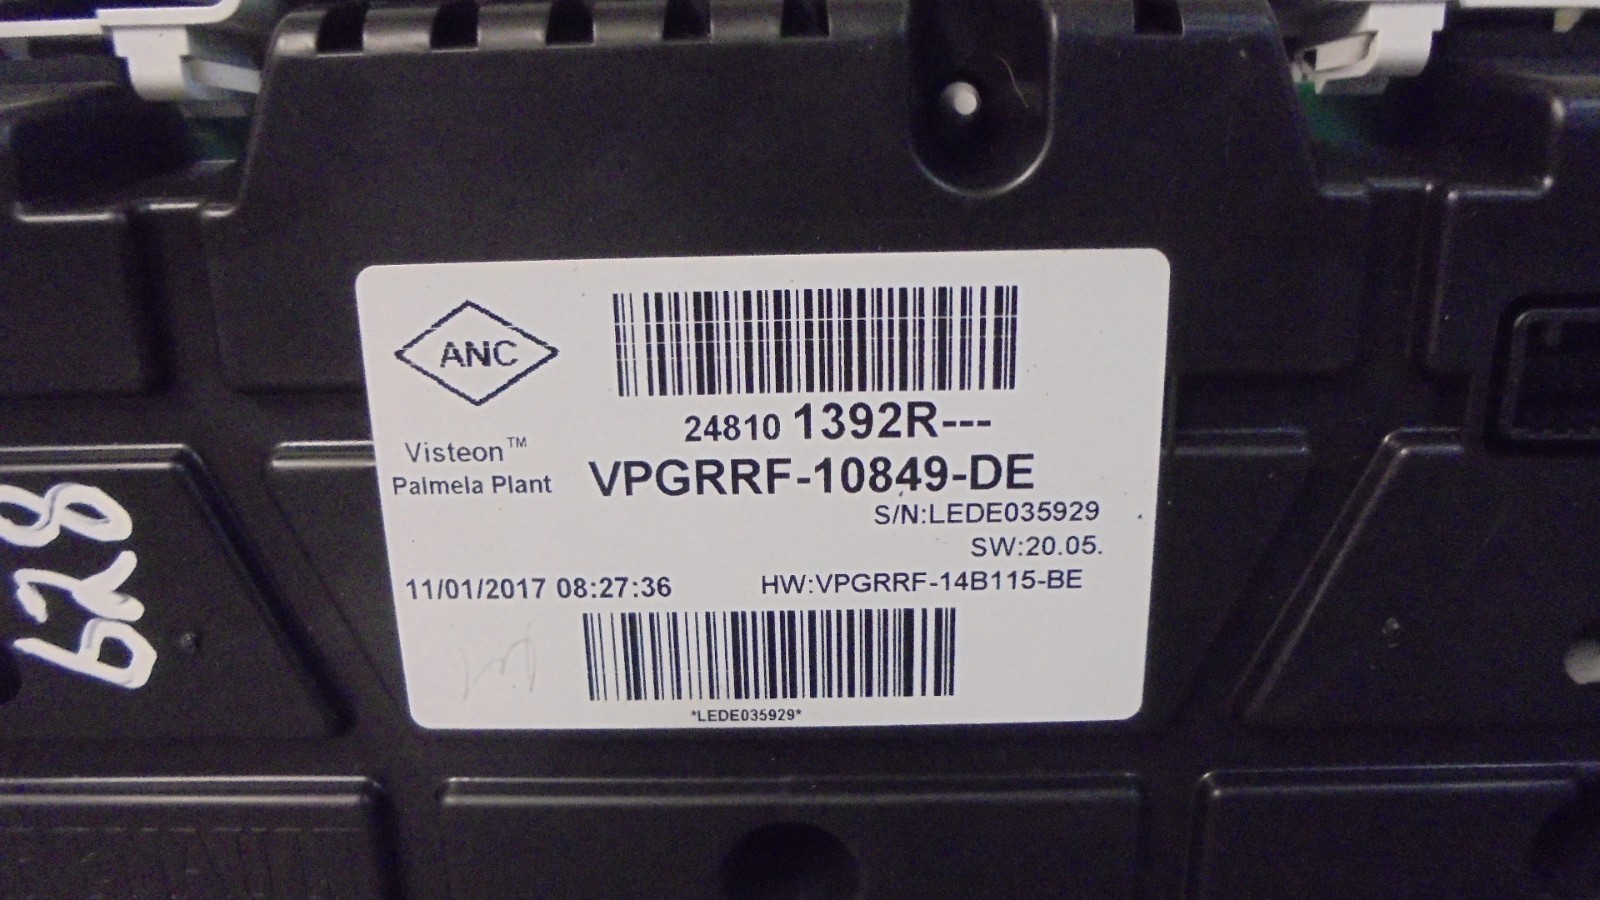 ANC
Visteon™
Palmela Plant
24810 1392R---
VPGRRF-10849-DE
S/N:LEDE035929
SW:20.05.
11/01/2017 08:27:36
HW:VPGRRF-14B115-BE
*LEDE035929*
628